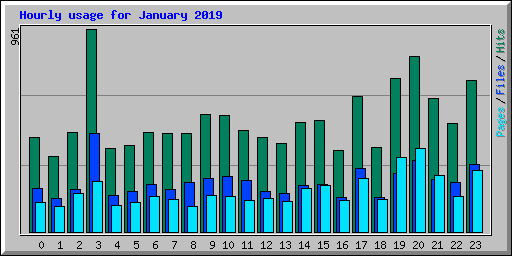 Hourly usage for January 2019
961
Pages/Files/Hits
0 1 2 3 4 5 6 7 8 9 10 11 12 13 14 15 16 17 18 19 20 21 22 23